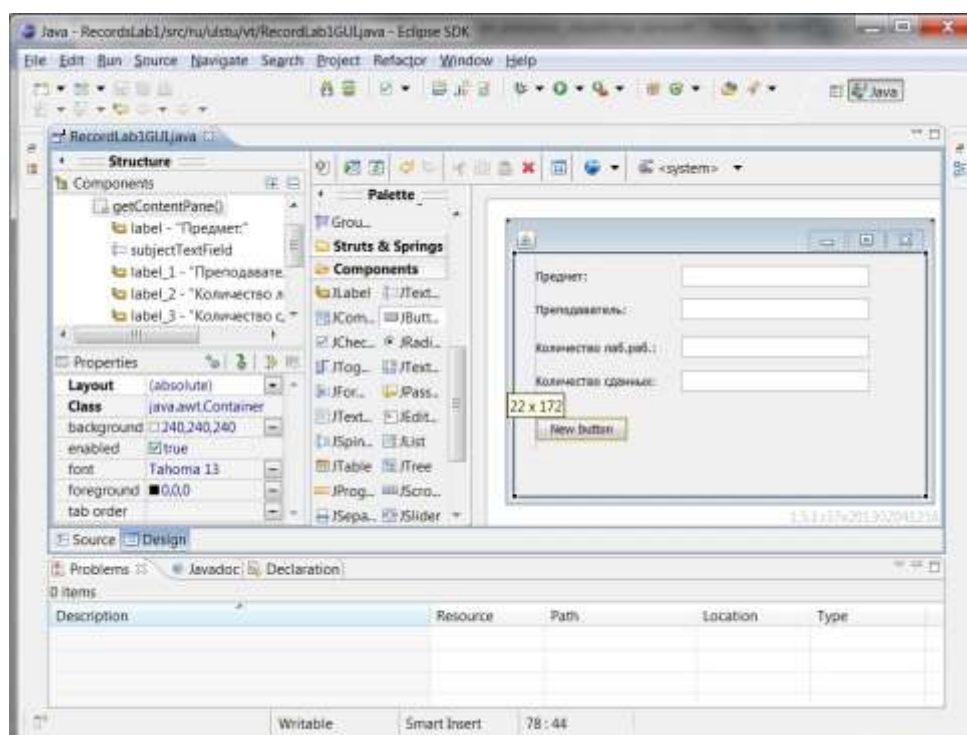 Java - RecordsLab1/src/ru/ulstu/vt/RecordLab1GUI.java - Eclipse SDK
File Edit Run Source Navigate Search Project Refactor Window Help
Java
RecordLab1GUI.java
Structure
Components
getContentPane()
label - "Предмет:"
subjectTextField
label_1 - "Преподавате
label_2 - "Количество л
label_3 - "Количество с,
Properties
Layout (absolute)
Class java.awt.Container
background 240,240,240
enabled true
font Tahoma 13
foreground 0,0,0
tab order
<system>
Palette
Grou...
Struts & Springs
Components
JLabel JText...
JCom... JButt...
JChec... JRadi...
JTog... JText...
JFor... JPass...
JText... JEdit...
JSpin... JList
JTable JTree
JProg... JScro...
JSepa... JSlider
Предмет:
Преподаватель:
Количество лаб.раб.:
Количество сданных:
22 x 172
New button
Source Design
Problems Javadoc Declaration
0 items
Description Resource Path Location Type
Writable Smart Insert 78 : 44